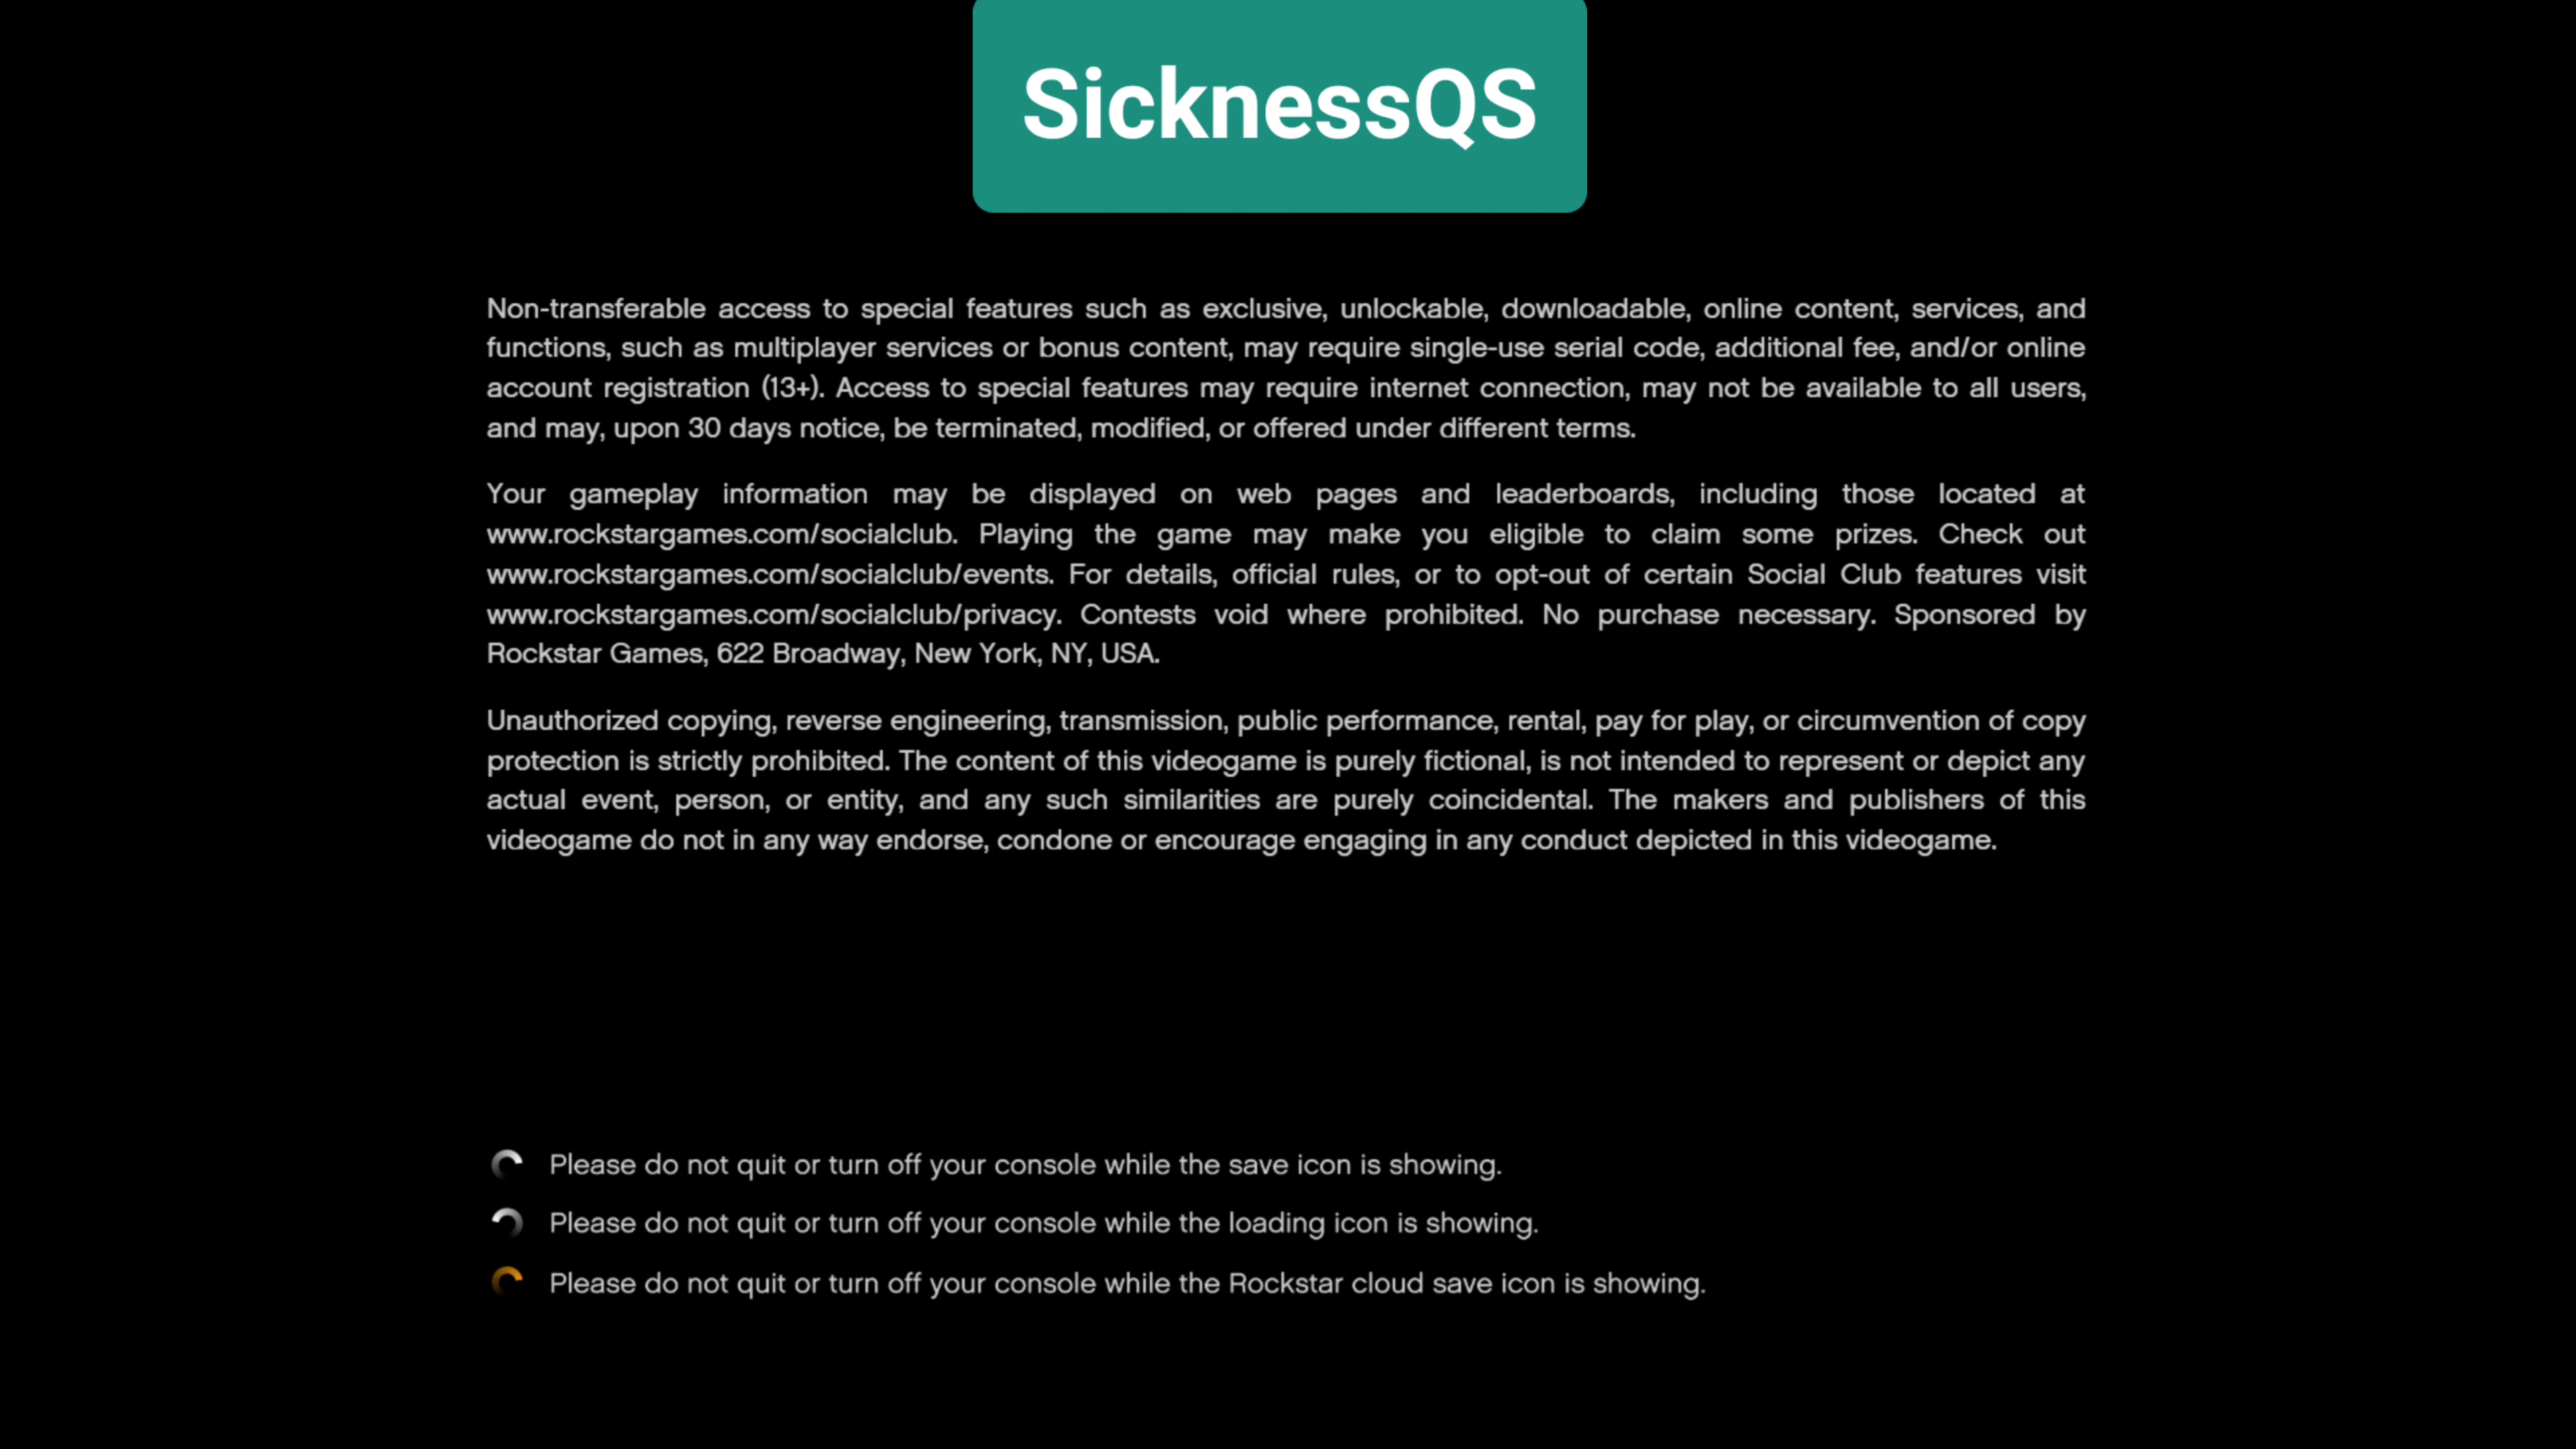 SicknessQS
Non-transferable access to special features such as exclusive, unlockable, downloadable, online content, services, and
functions, such as multiplayer services or bonus content, may require single-use serial code, additional fee, and/or online
account registration (13+). Access to special features may require internet connection, may not be available to all users,
and may, upon 30 days notice, be terminated, modified, or offered under different terms.
Your gameplay information may be displayed on web pages and leaderboards, including those located at
www.rockstargames.com/socialclub. Playing the game may make you eligible to claim some prizes. Check out
www.rockstargames.com/socialclub/events. For details, official rules, or to opt-out of certain Social Club features visit
www.rockstargames.com/socialclub/privacy. Contests void where prohibited. No purchase necessary. Sponsored by
Rockstar Games, 622 Broadway, New York, NY, USA.
Unauthorized copying, reverse engineering, transmission, public performance, rental, pay for play, or circumvention of copy
protection is strictly prohibited. The content of this videogame is purely fictional, is not intended to represent or depict any
actual event, person, or entity, and any such similarities are purely coincidental. The makers and publishers of this
videogame do not in any way endorse, condone or encourage engaging in any conduct depicted in this videogame.
Please do not quit or turn off your console while the save icon is showing.
Please do not quit or turn off your console while the loading icon is showing.
Please do not quit or turn off your console while the Rockstar cloud save icon is showing.